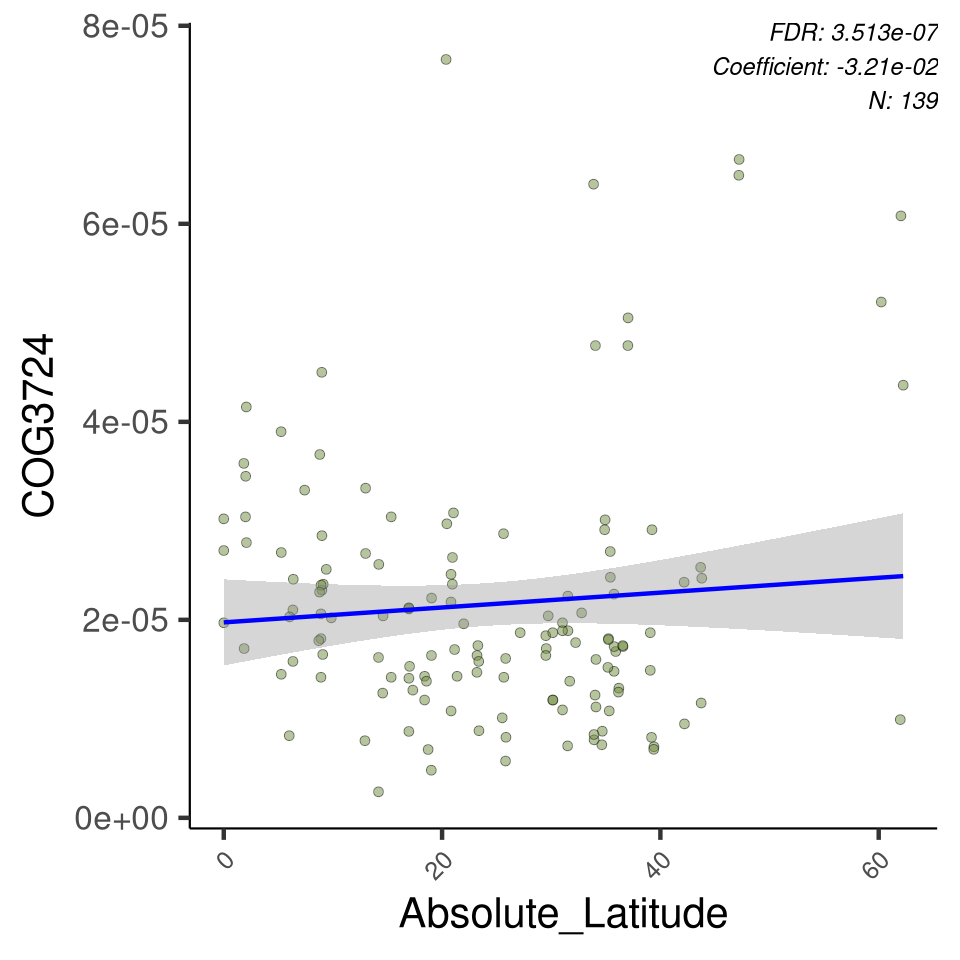 FDR: 3.513e-07
Coefficient: -3.21e-02
N: 139
8e-05
6e-05
4e-05
2e-05
0e+00
COG3724
0
20
40
60
Absolute_Latitude